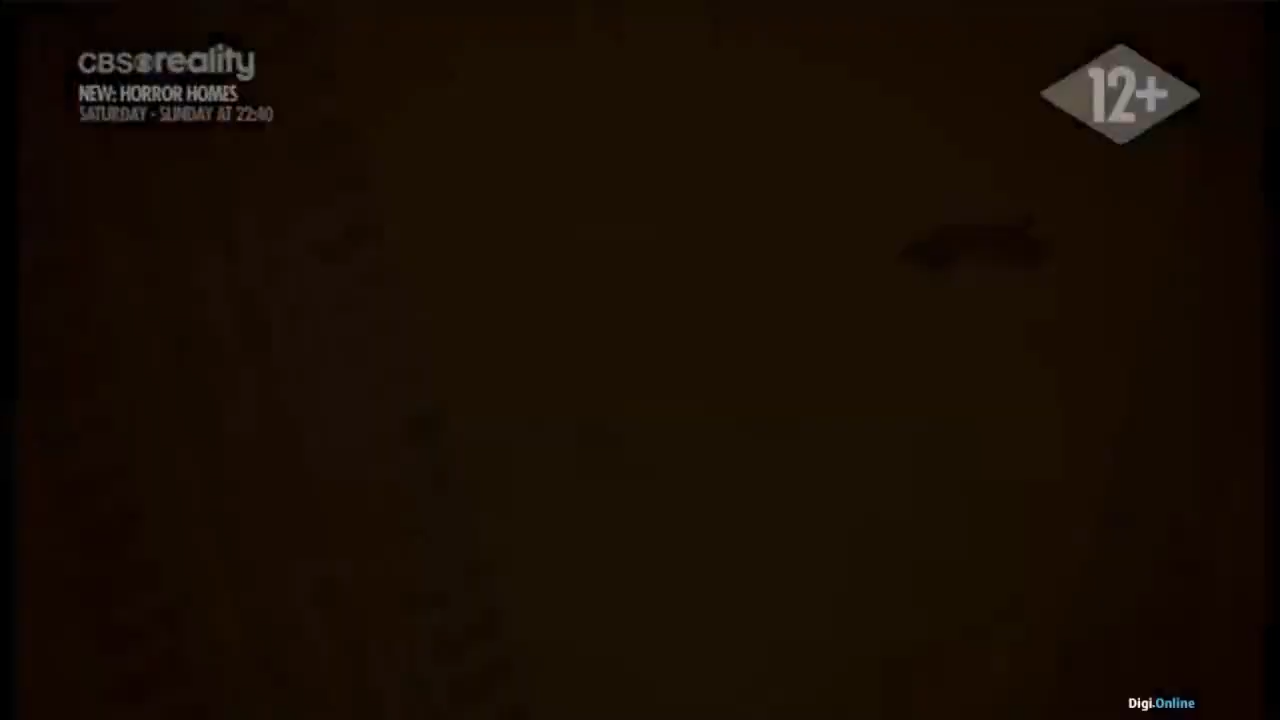 CBS reality
NEW: HORROR HOMES
SATURDAY - SUNDAY AT 22:40
12+
Digi-Online